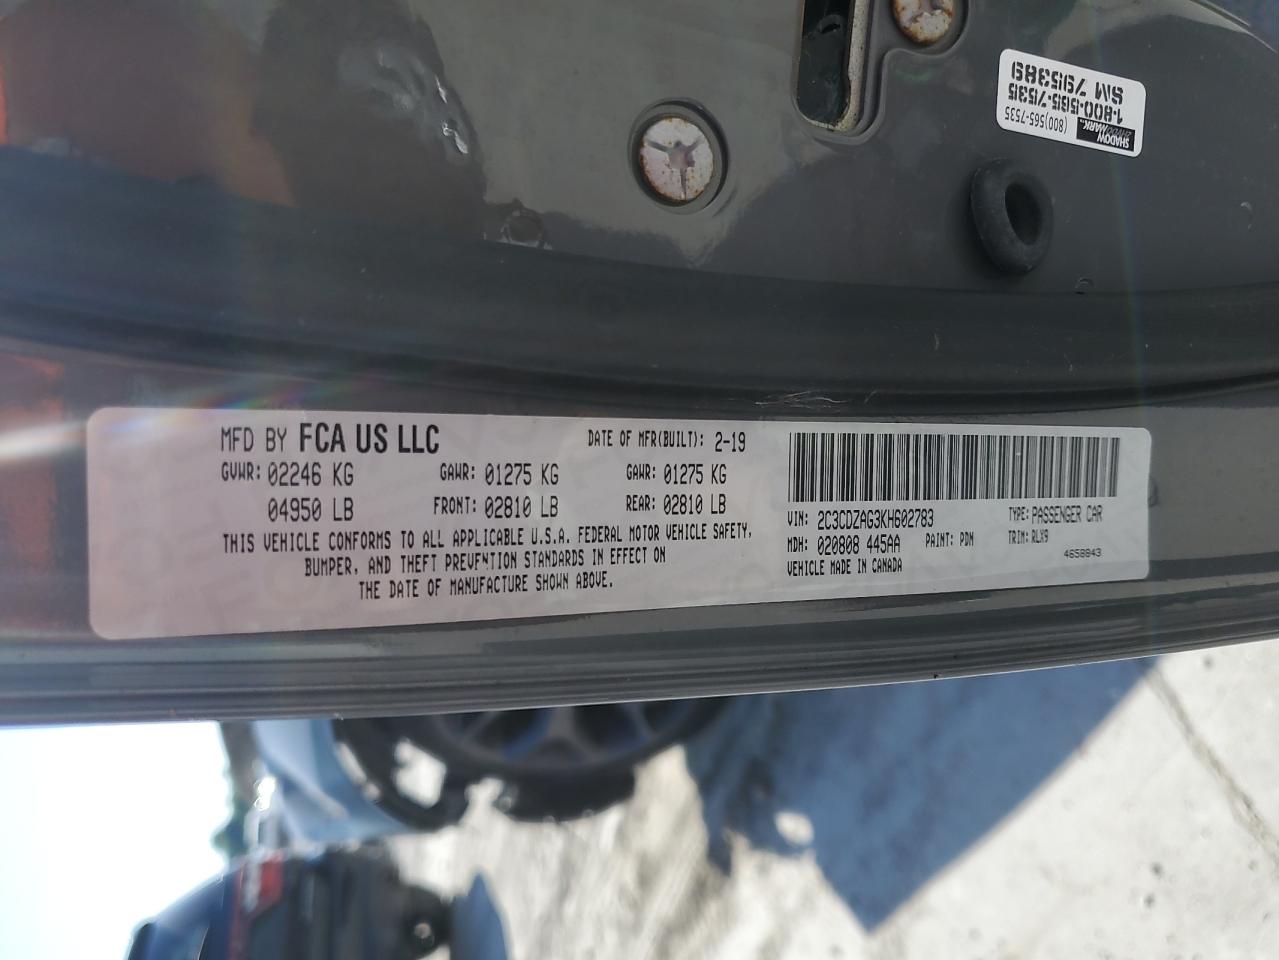 SHADOW
MARK
(800)565-7535
1-800-565-7535
SM 795389
MFD BY FCA US LLC DATE OF MFR(BUILT): 2-19
GVWR: 02246 KG GAWR: 01275 KG GAWR: 01275 KG
04950 LB FRONT: 02810 LB REAR: 02810 LB
THIS VEHICLE CONFORMS TO ALL APPLICABLE U.S.A. FEDERAL MOTOR VEHICLE SAFETY,
BUMPER, AND THEFT PREVENTION STANDARDS IN EFFECT ON
THE DATE OF MANUFACTURE SHOWN ABOVE.
VIN: 2C3CDZAG3KH602783 TYPE: PASSENGER CAR
MDH: 020808 445AA PAINT: PDN TRIM: RLX9
VEHICLE MADE IN CANADA 4658843